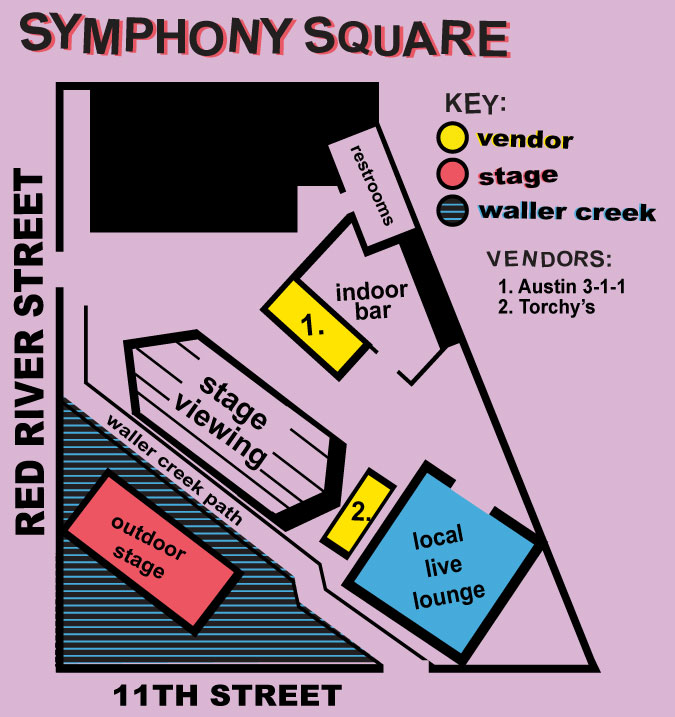 SYMPHONY SQUARE
KEY:
vendor
stage
waller creek
VENDORS:
1. Austin 3-1-1
2. Torchy's
RED RIVER STREET
restrooms
indoor
bar
1.
stage
viewing
waller creek path
2.
outdoor
stage
local
live
lounge
11TH STREET